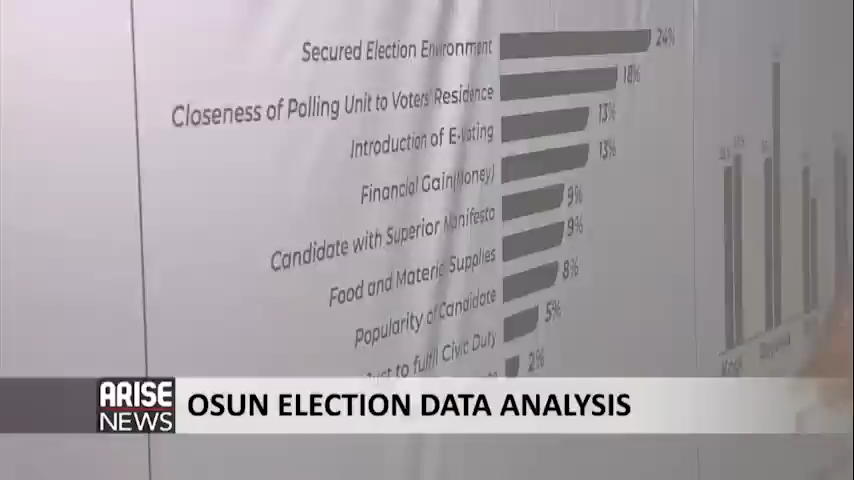 Secured Election Environment 24%
Closeness of Polling Unit to Voters' Residence 18%
Introduction of E-Voting 13%
Financial Gain(Money) 13%
Candidate with Superior Manifesto 9%
Food and Material Supplies 9%
Popularity of Candidate 8%
Just to fulfil Civic Duty 5%
2%
ARISE
NEWS
OSUN ELECTION DATA ANALYSIS